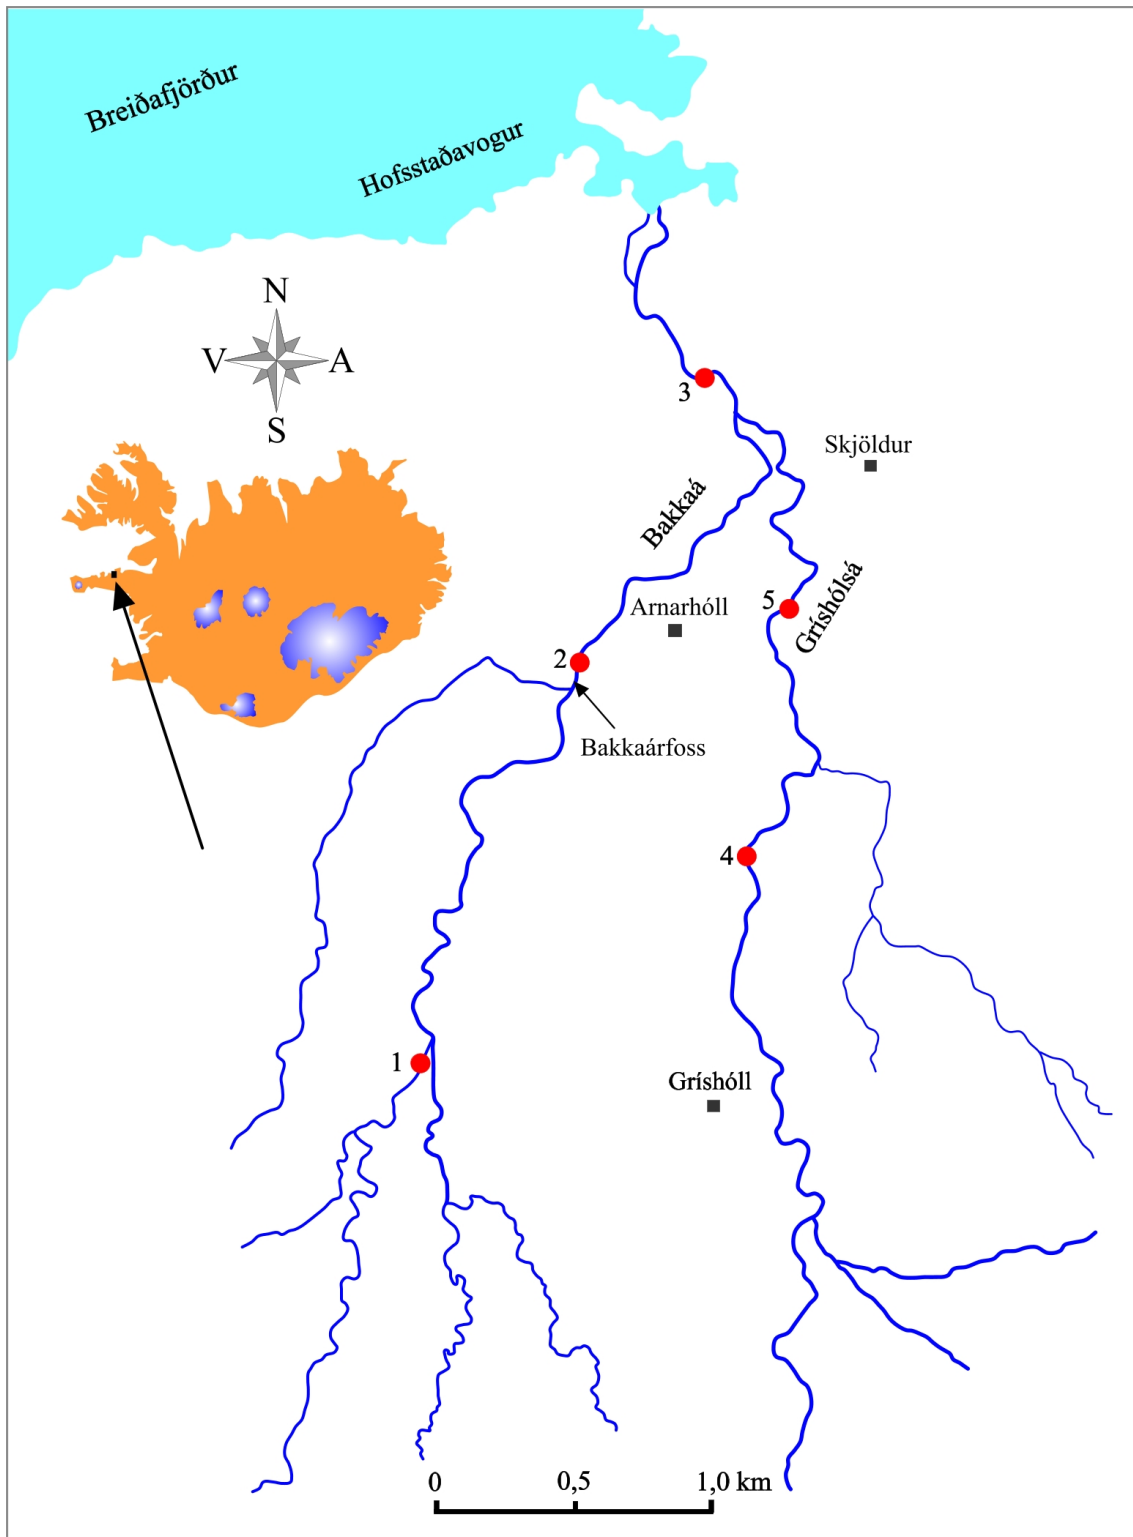 Breiðafjörður
Hofsstaðavogur
N
V
A
S
3
Skjöldur
Bakkaá
Gríshólsá
5
Arnarhóll
2
Bakkaárfoss
4
1
Gríshóll
0
0,5
1,0 km